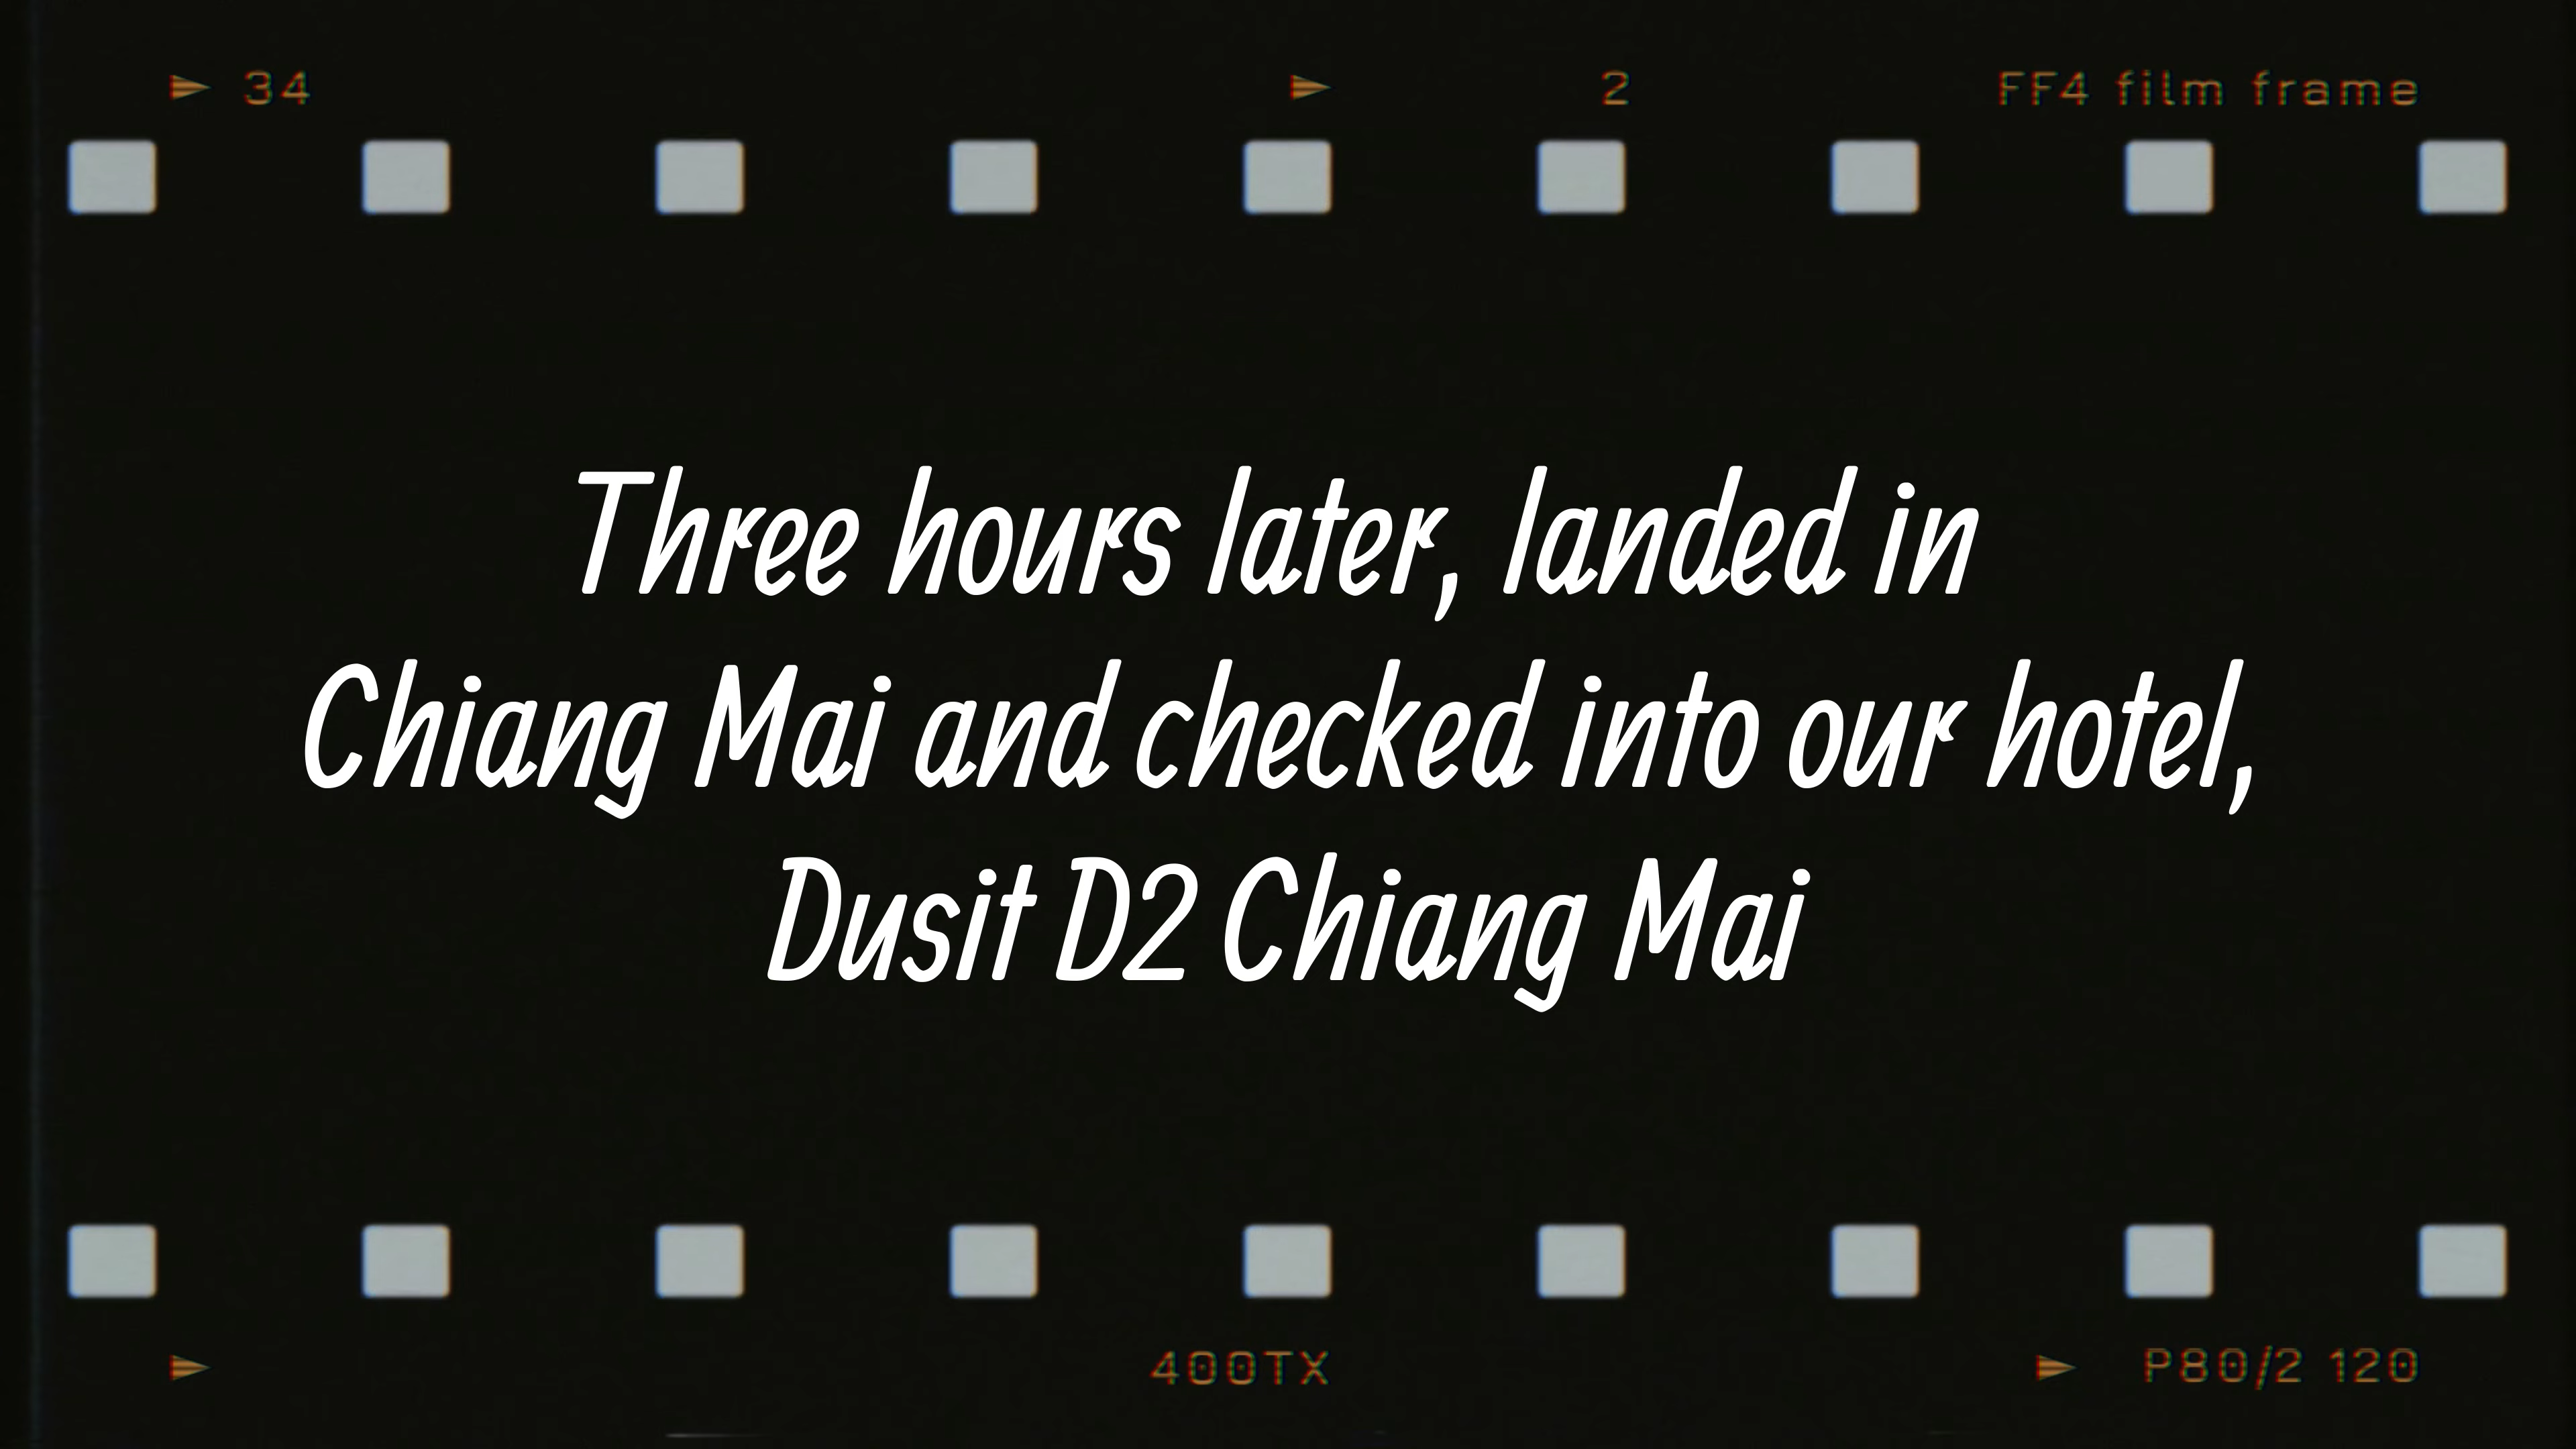 34 2 FF4 film frame
Three hours later, landed in
Chiang Mai and checked into our hotel,
Dusit D2 Chiang Mai
400TX P80/2 120